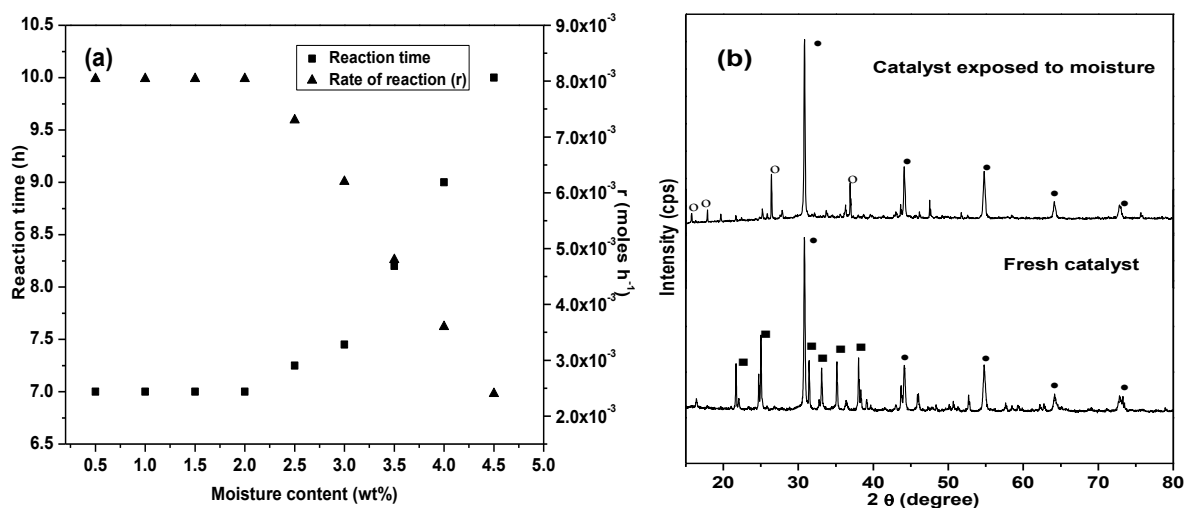 (a)
Reaction time
Rate of reaction (r)
10.5
10.0
9.5
9.0
8.5
8.0
7.5
7.0
6.5
Reaction time (h)
0.5 1.0 1.5 2.0 2.5 3.0 3.5 4.0 4.5 5.0
Moisture content (wt%)
9.0x10⁻³
8.0x10⁻³
7.0x10⁻³
6.0x10⁻³
5.0x10⁻³
4.0x10⁻³
3.0x10⁻³
2.0x10⁻³
r (moles h⁻¹)
(b)
Catalyst exposed to moisture
Fresh catalyst
Intensity (cps)
20 30 40 50 60 70 80
2 θ (degree)